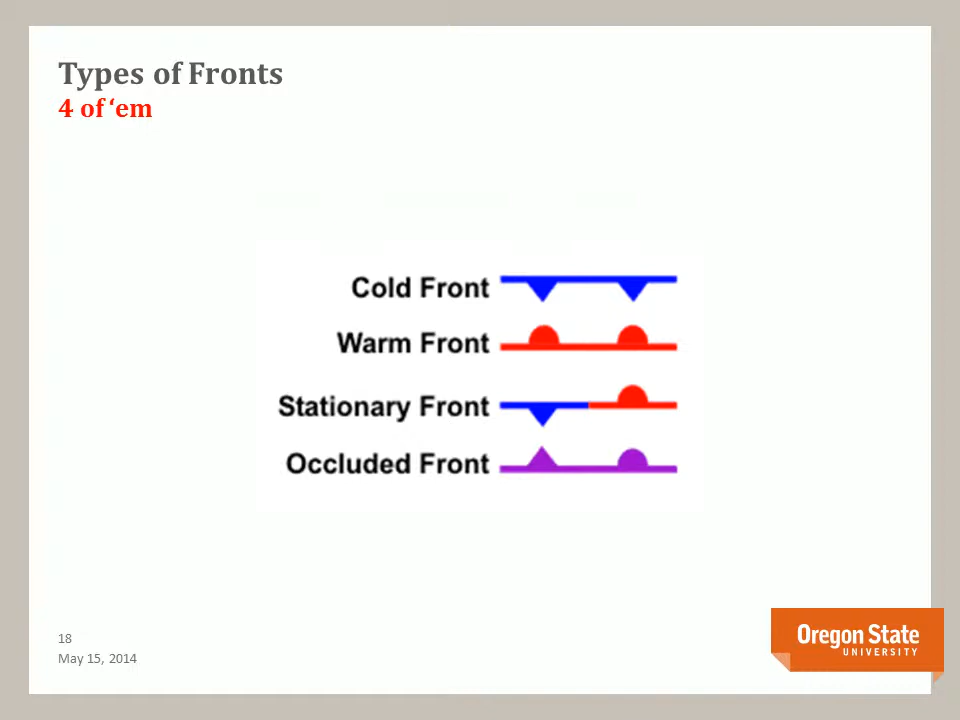 Types of Fronts
4 of ‘em
Cold Front
Warm Front
Stationary Front
Occluded Front
18
May 15, 2014
Oregon State
UNIVERSITY